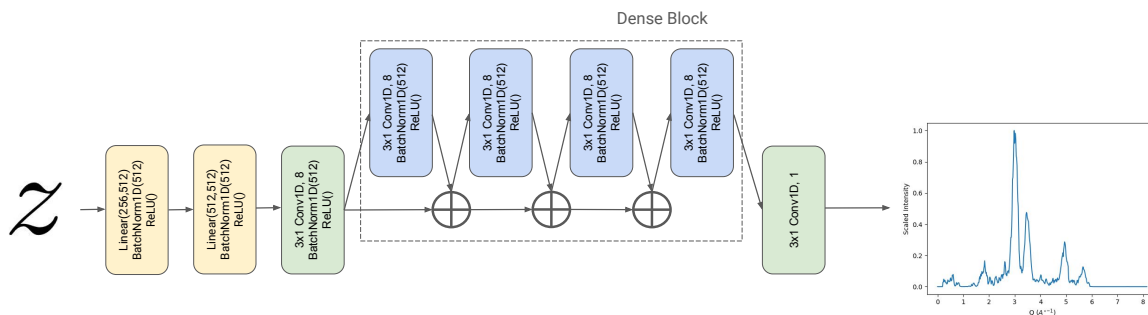 Dense Block
z
Linear(256,512)
BatchNorm1D(512)
ReLU()
Linear(512,512)
BatchNorm1D(512)
ReLU()
3x1 Conv1D, 8
BatchNorm1D(512)
ReLU()
3x1 Conv1D, 8
BatchNorm1D(512)
ReLU()
3x1 Conv1D, 8
BatchNorm1D(512)
ReLU()
3x1 Conv1D, 8
BatchNorm1D(512)
ReLU()
3x1 Conv1D, 8
BatchNorm1D(512)
ReLU()
3x1 Conv1D, 1
Scaled Intensity
1.0
0.8
0.6
0.4
0.2
0.0
0 1 2 3 4 5 6 7 8
Q (A^{∘-1})